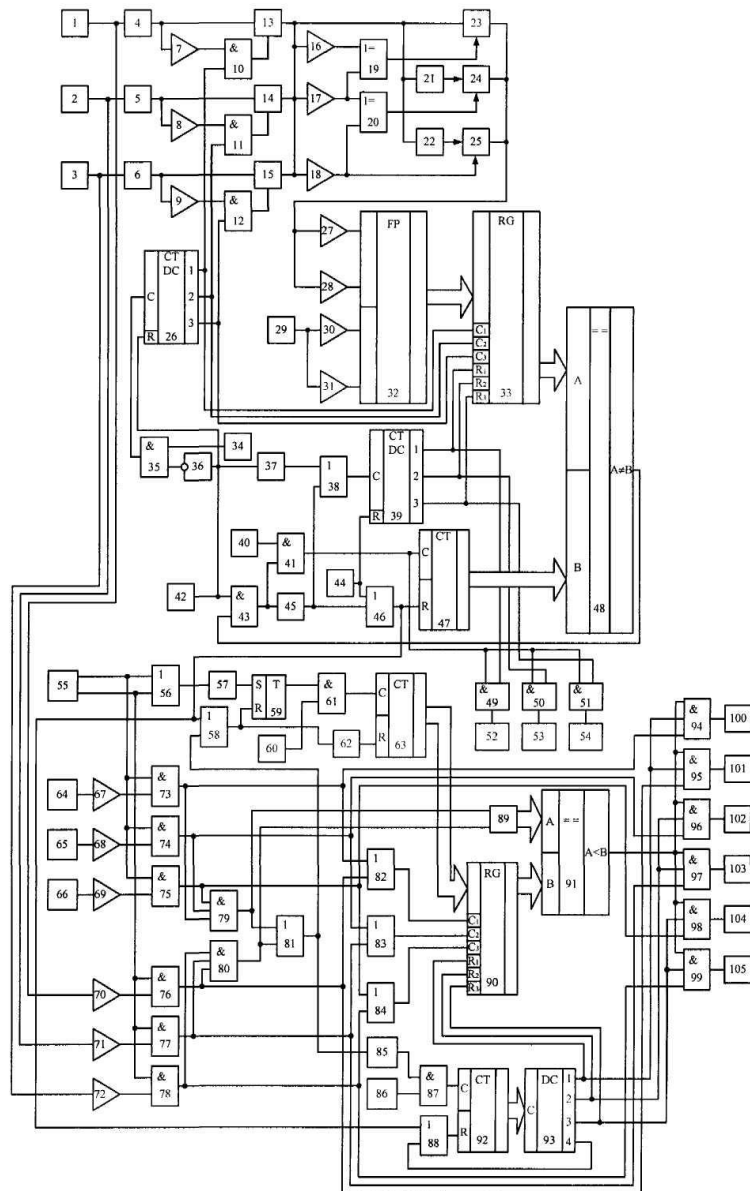 1 4 13 23
7 & 10 16 1= 19
2 5 14 17 21 24
8 & 11 1= 20
3 6 15 18 22 25
9 & 12
CT DC 1 2 3 C R 26
27 28 29 30 31 FP 32
RG C1 C2 C3 R1 R2 R3 33
== A B A≠B 48
& 35 36 34 37 1 38
CT DC 1 2 3 C R 39
40 & 41 42 & 43 45 44 1 46
CT C R 47
& 49 & 50 & 51
52 53 54
55 1 56 57 S T R 59 & 61 CT C R 63
1 58 60 62
64 67 & 73
65 68 & 74
66 69 & 75
& 79 & 80 1 81
70 & 76
71 & 77
72 & 78
1 82 1 83 1 84
89 == A B A<B 91
RG C1 C2 C3 R1 R2 R3 90
85 86 & 87 1 88
CT C R 92
DC C 1 2 3 4 93
& 94 100
& 95 101
& 96 102
& 97 103
& 98 104
& 99 105